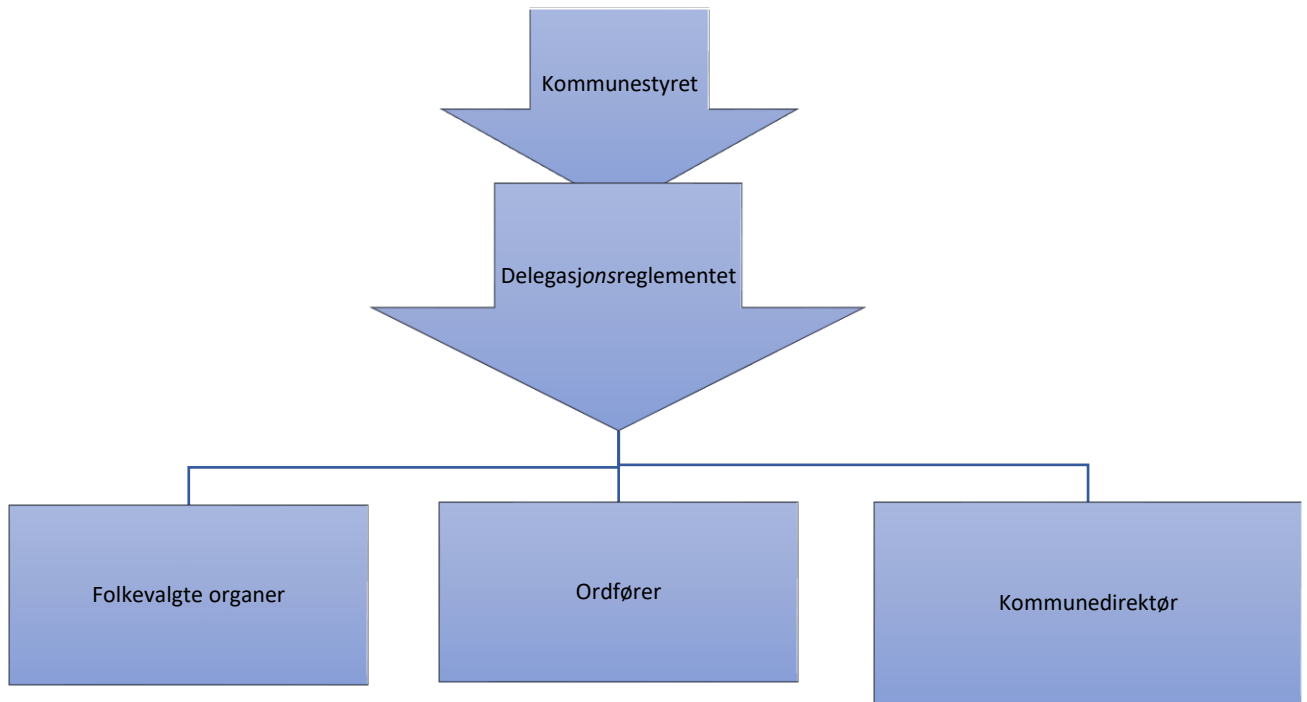 Kommunestyret
Delegasjonsreglementet
Folkevalgte organer
Ordfører
Kommunedirektør